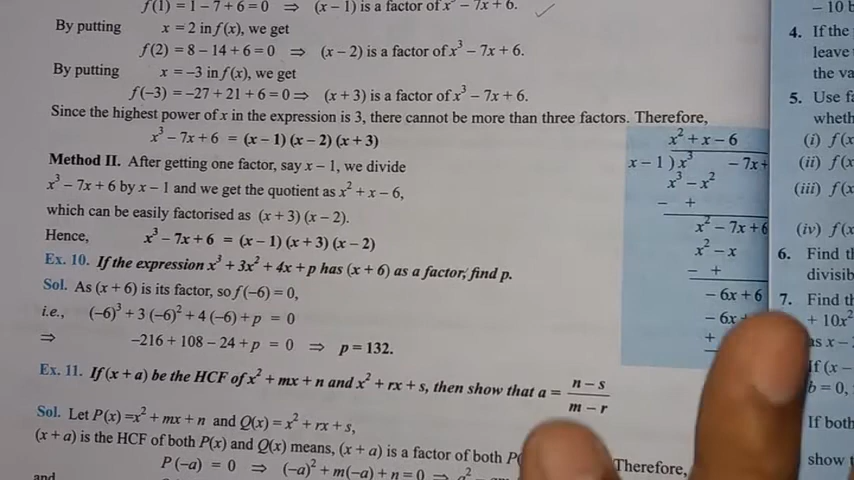 f(1) = 1 – 7 + 6 = 0 ⇒ (x – 1) is a factor of x³ – 7x + 6.
By putting x = 2 in f(x), we get
f(2) = 8 – 14 + 6 = 0 ⇒ (x – 2) is a factor of x³ – 7x + 6.
By putting x = –3 in f(x), we get
f(–3) = –27 + 21 + 6 = 0 ⇒ (x + 3) is a factor of x³ – 7x + 6.
Since the highest power of x in the expression is 3, there cannot be more than three factors. Therefore,
x³ – 7x + 6 = (x – 1) (x – 2) (x + 3)
Method II. After getting one factor, say x – 1, we divide
x³ – 7x + 6 by x – 1 and we get the quotient as x² + x – 6,
which can be easily factorised as (x + 3) (x – 2).
Hence, x³ – 7x + 6 = (x – 1) (x + 3) (x – 2)
Ex. 10. If the expression x³ + 3x² + 4x + p has (x + 6) as a factor, find p.
Sol. As (x + 6) is its factor, so f(–6) = 0,
i.e., (–6)³ + 3 (–6)² + 4 (–6) + p = 0
⇒ –216 + 108 – 24 + p = 0 ⇒ p = 132.
Ex. 11. If (x + a) be the HCF of x² + mx + n and x² + rx + s, then show that a = n – s
m – r
Sol. Let P(x) = x² + mx + n and Q(x) = x² + rx + s,
(x + a) is the HCF of both P(x) and Q(x) means, (x + a) is a factor of both P( Therefore,
P(–a) = 0 ⇒ (–a)² + m(–a) + n = 0 ⇒
and
x² + x – 6
x – 1 ) x³ – 7x +
x³ – x²
– +
x² – 7x + 6
x² – x
– +
– 6x + 6
– 6x
+
–
– 10
4. If the
leave
the va
5. Use fa
wheth
(i) f(x
(ii) f(x
(iii) f(x
(iv) f(x
6. Find th
divisib
7. Find th
+ 10x²
as x –
If (x –
b = 0,
If both
show t